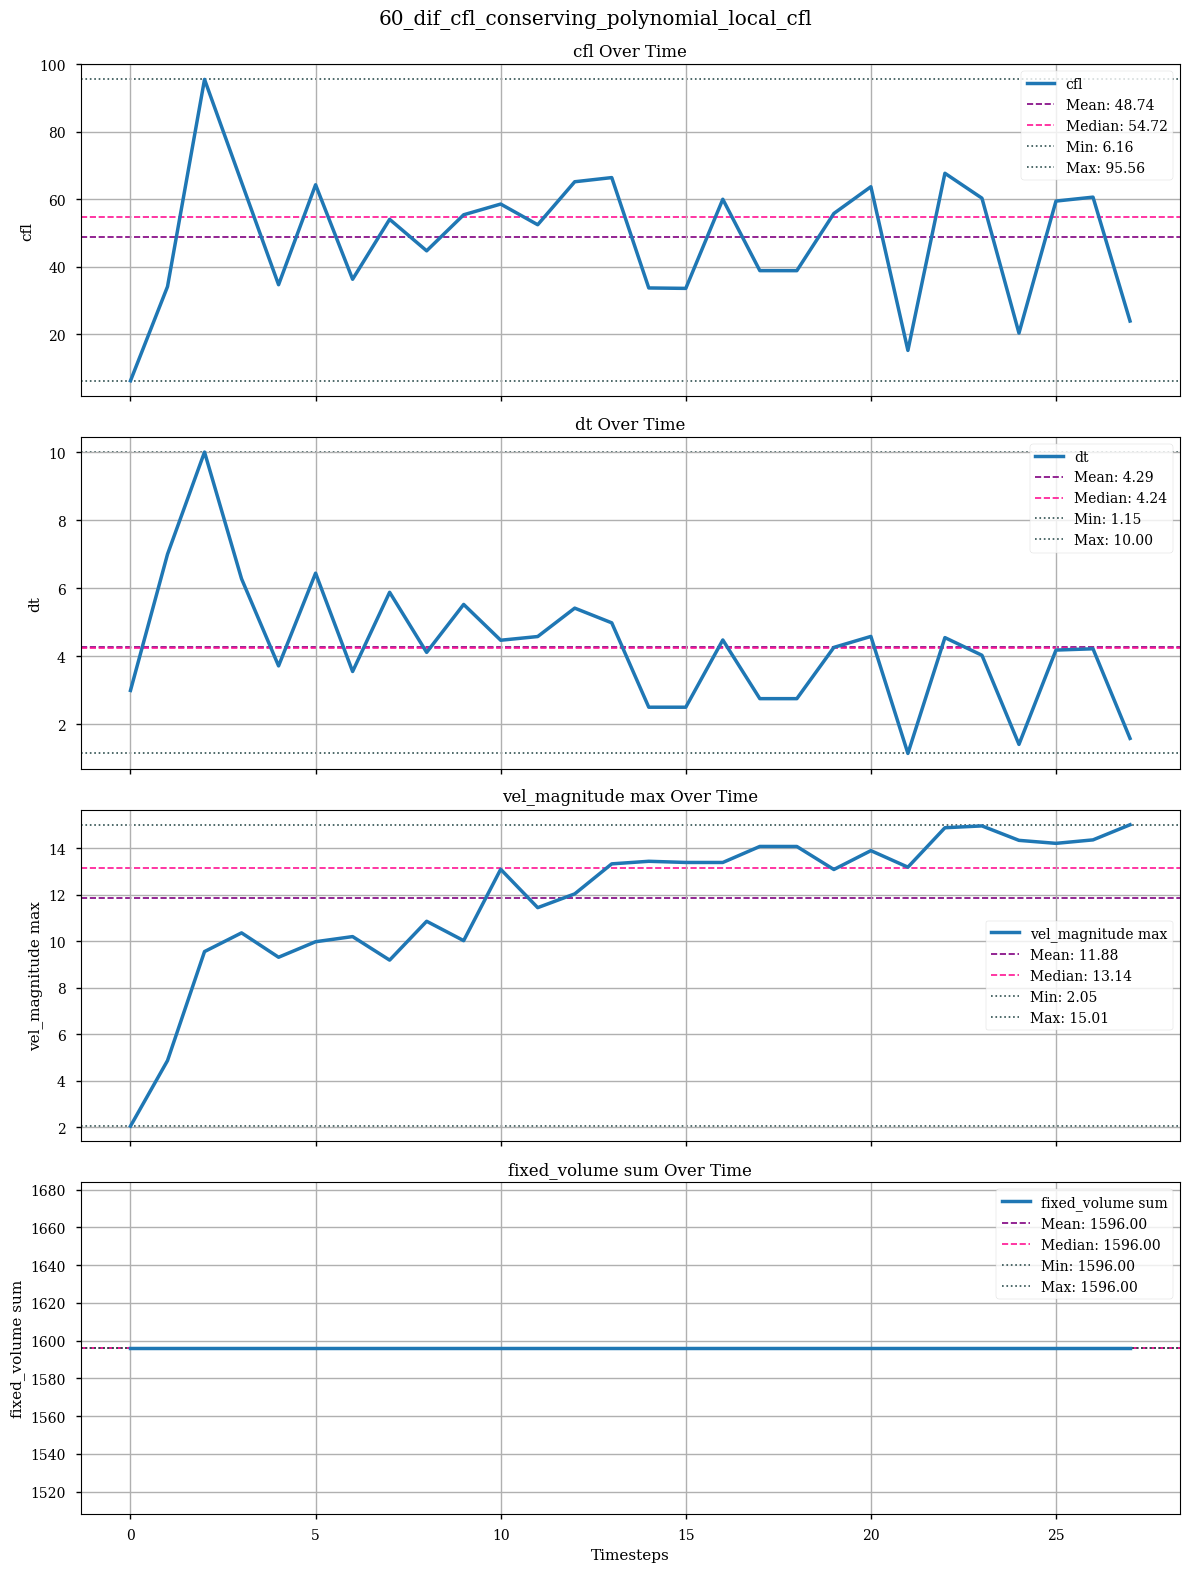 60_dif_cfl_conserving_polynomial_local_cfl
cfl Over Time
100
80
60
40
20
cfl
cfl
Mean: 48.74
Median: 54.72
Min: 6.16
Max: 95.56
dt Over Time
10
8
6
4
2
dt
dt
Mean: 4.29
Median: 4.24
Min: 1.15
Max: 10.00
vel_magnitude max Over Time
14
12
10
8
6
4
2
vel_magnitude max
vel_magnitude max
Mean: 11.88
Median: 13.14
Min: 2.05
Max: 15.01
fixed_volume sum Over Time
1680
1660
1640
1620
1600
1580
1560
1540
1520
fixed_volume sum
fixed_volume sum
Mean: 1596.00
Median: 1596.00
Min: 1596.00
Max: 1596.00
0 5 10 15 20 25
Timesteps